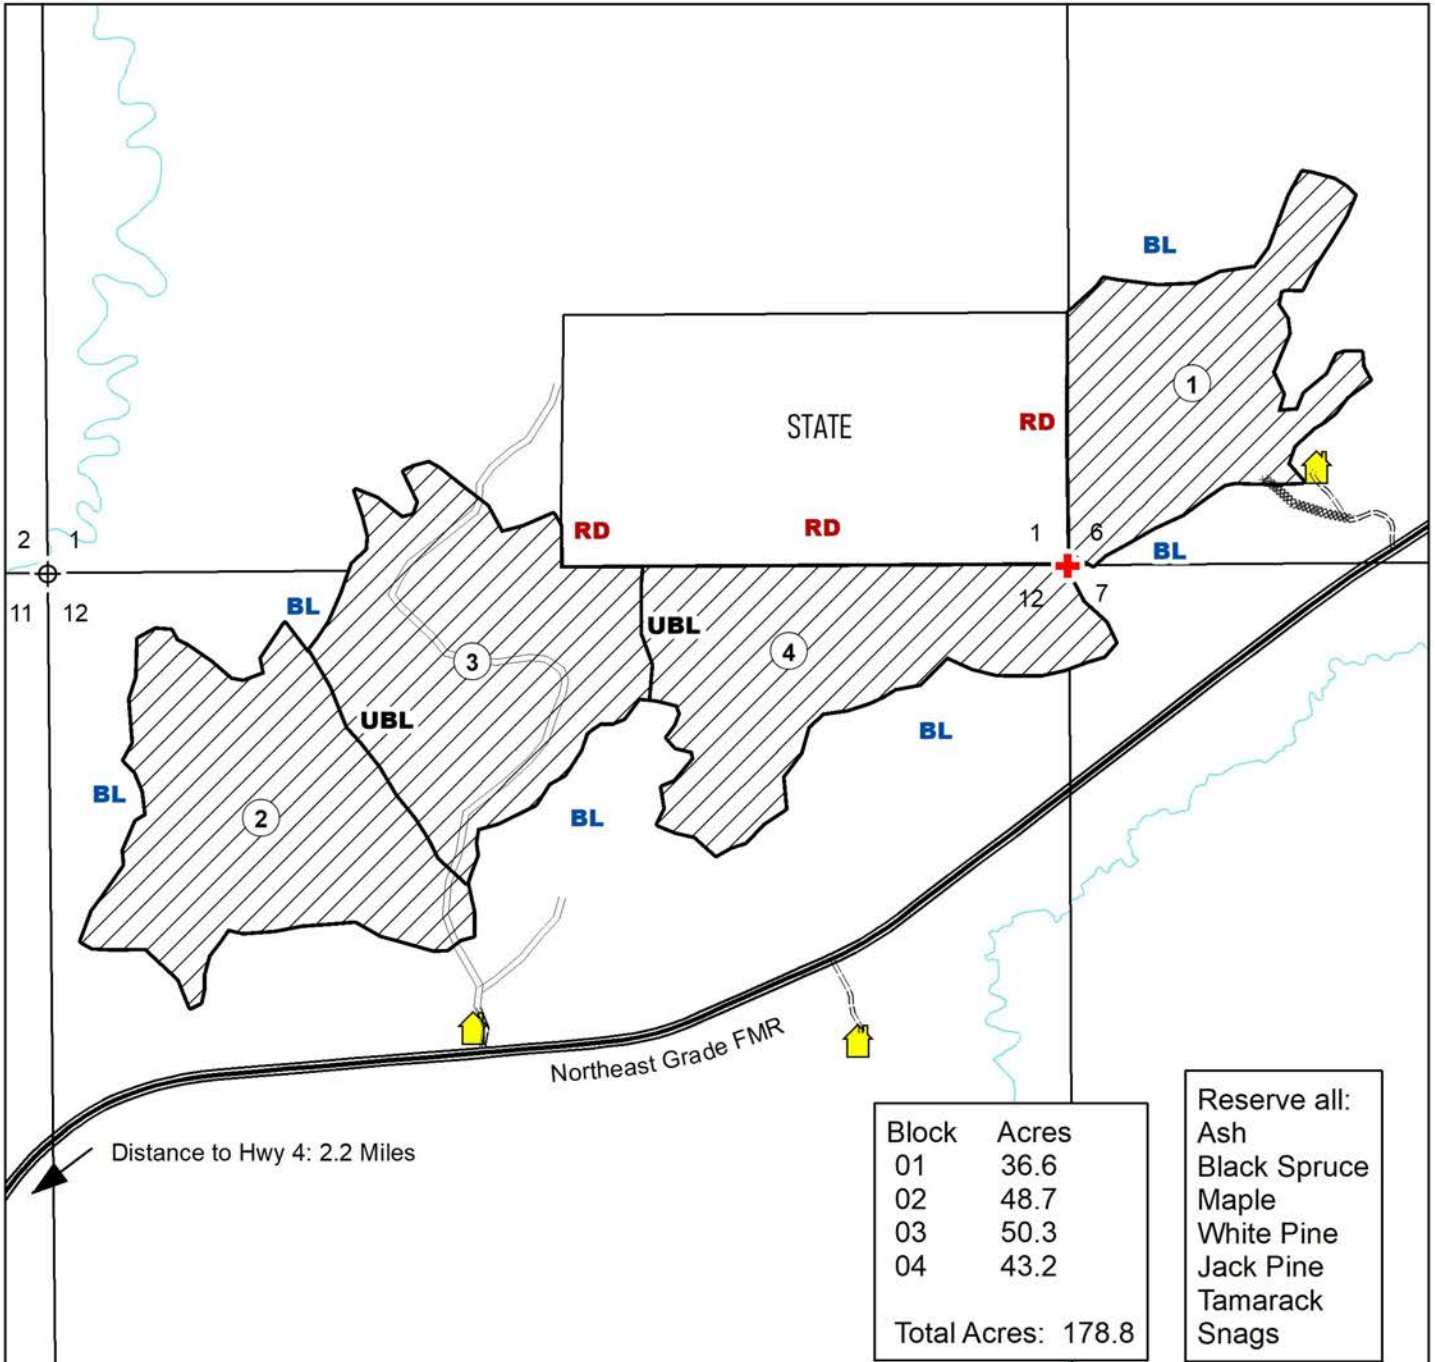 BL
1
STATE
RD
RD
RD
2 1
1 6
BL
11 12
12 7
BL
UBL
3
4
UBL
BL
BL
2
BL
Northeast Grade FMR
Distance to Hwy 4: 2.2 Miles
Block Acres
01 36.6
02 48.7
03 50.3
04 43.2
Total Acres: 178.8
Reserve all:
Ash
Black Spruce
Maple
White Pine
Jack Pine
Tamarack
Snags